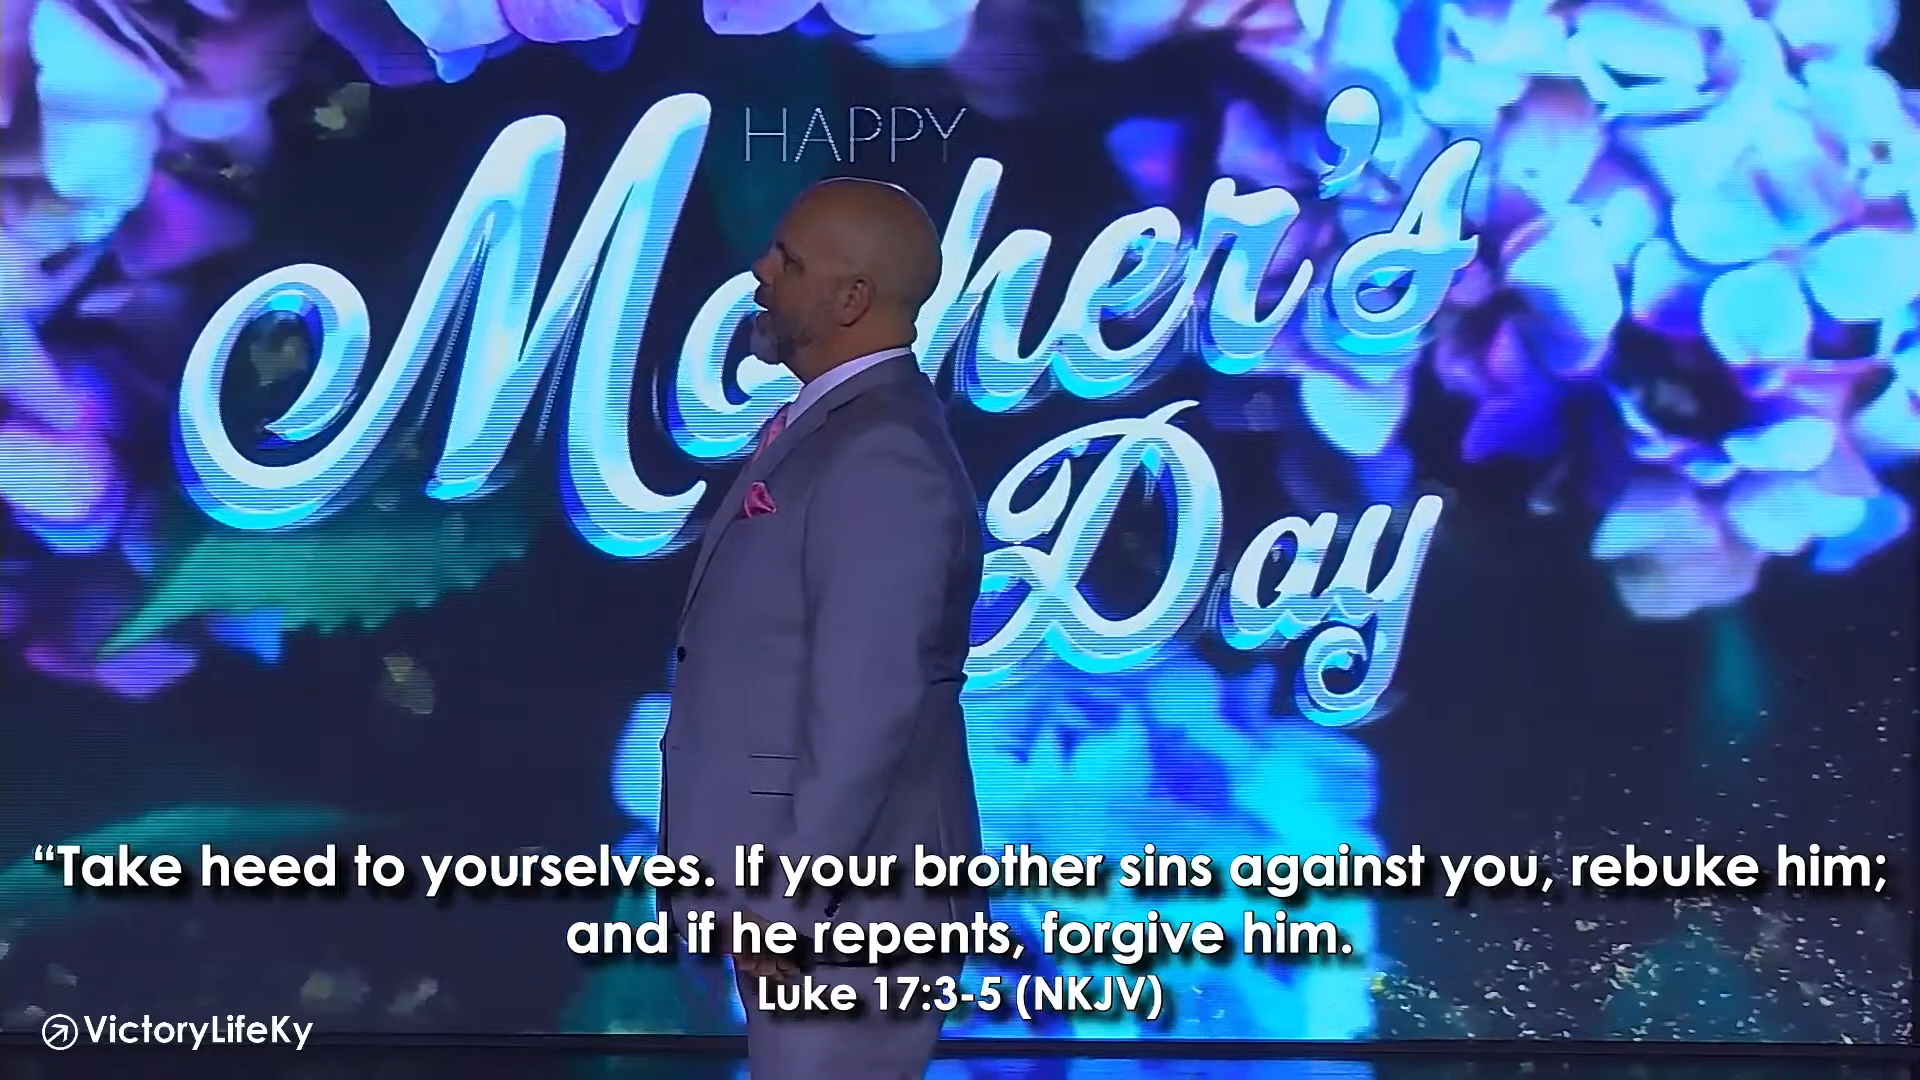 HAPPY
Mother's
Day
“Take heed to yourselves. If your brother sins against you, rebuke him;
and if he repents, forgive him.
Luke 17:3-5 (NKJV)
VictoryLifeKy